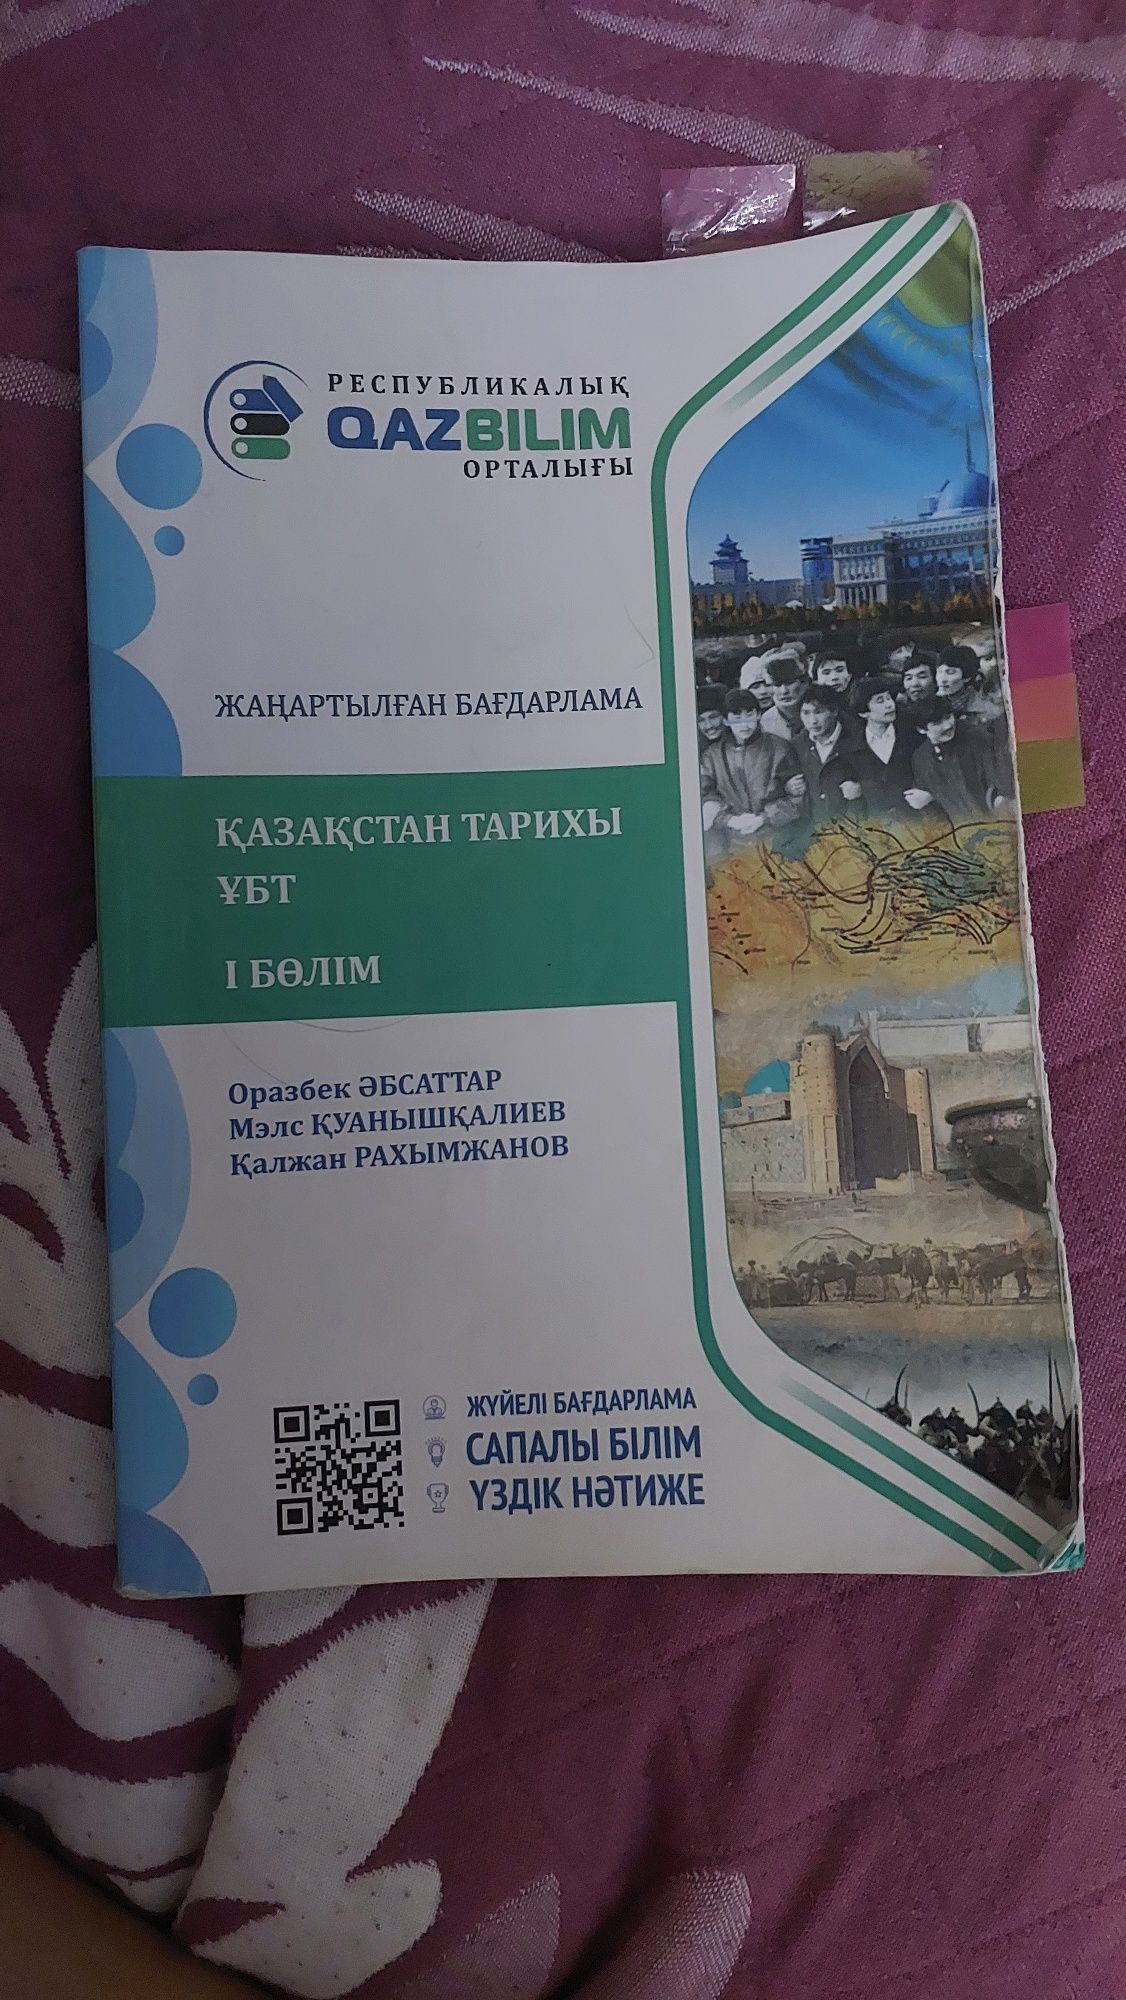 РЕСПУБЛИКАЛЫҚ
QAZBILIM
ОРТАЛЫҒЫ
ЖАҢАРТЫЛҒАН БАҒДАРЛАМА
ҚАЗАҚСТАН ТАРИХЫ
ҰБТ
І БӨЛІМ
Оразбек ӘБСАТТАР
Мэлс ҚУАНЫШҚАЛИЕВ
Қалжан РАХЫМЖАНОВ
ЖҮЙЕЛІ БАҒДАРЛАМА
САПАЛЫ БІЛІМ
ҮЗДІК НӘТИЖЕ